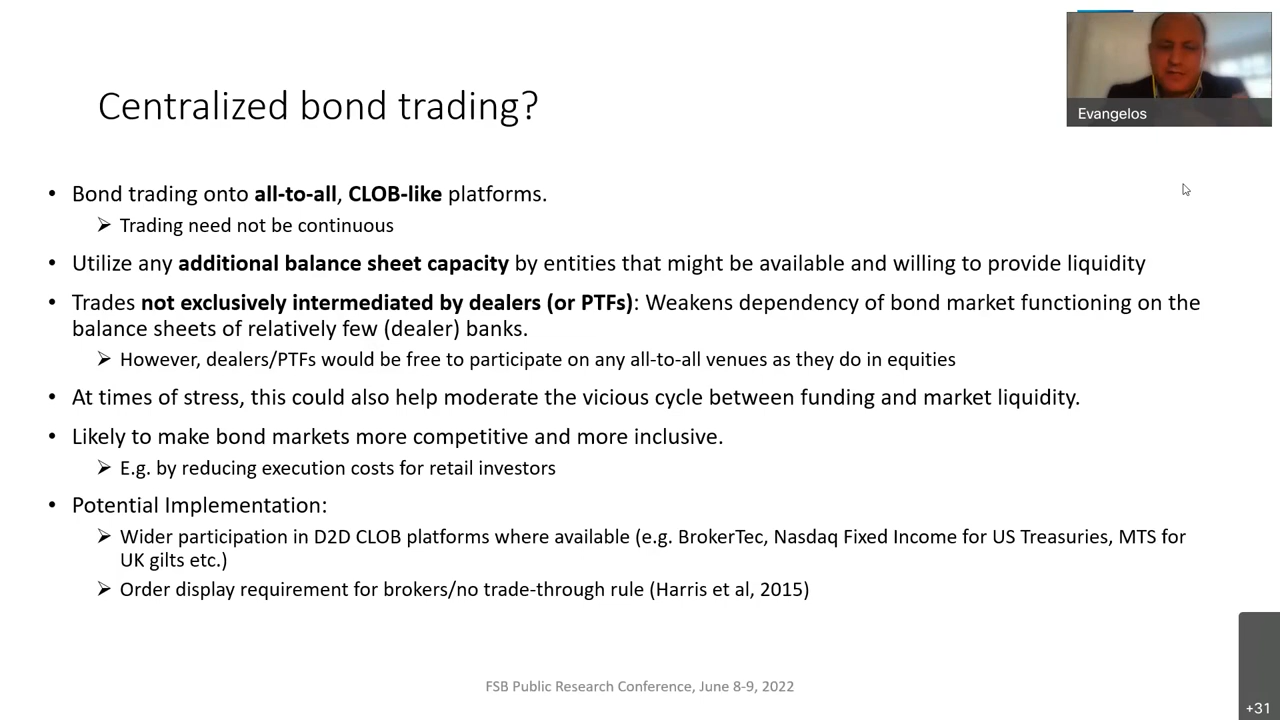 Evangelos
Centralized bond trading?
• Bond trading onto all-to-all, CLOB-like platforms.
➢ Trading need not be continuous
• Utilize any additional balance sheet capacity by entities that might be available and willing to provide liquidity
• Trades not exclusively intermediated by dealers (or PTFs): Weakens dependency of bond market functioning on the
balance sheets of relatively few (dealer) banks.
➢ However, dealers/PTFs would be free to participate on any all-to-all venues as they do in equities
• At times of stress, this could also help moderate the vicious cycle between funding and market liquidity.
• Likely to make bond markets more competitive and more inclusive.
➢ E.g. by reducing execution costs for retail investors
• Potential Implementation:
➢ Wider participation in D2D CLOB platforms where available (e.g. BrokerTec, Nasdaq Fixed Income for US Treasuries, MTS for
UK gilts etc.)
➢ Order display requirement for brokers/no trade-through rule (Harris et al, 2015)
FSB Public Research Conference, June 8-9, 2022
+31